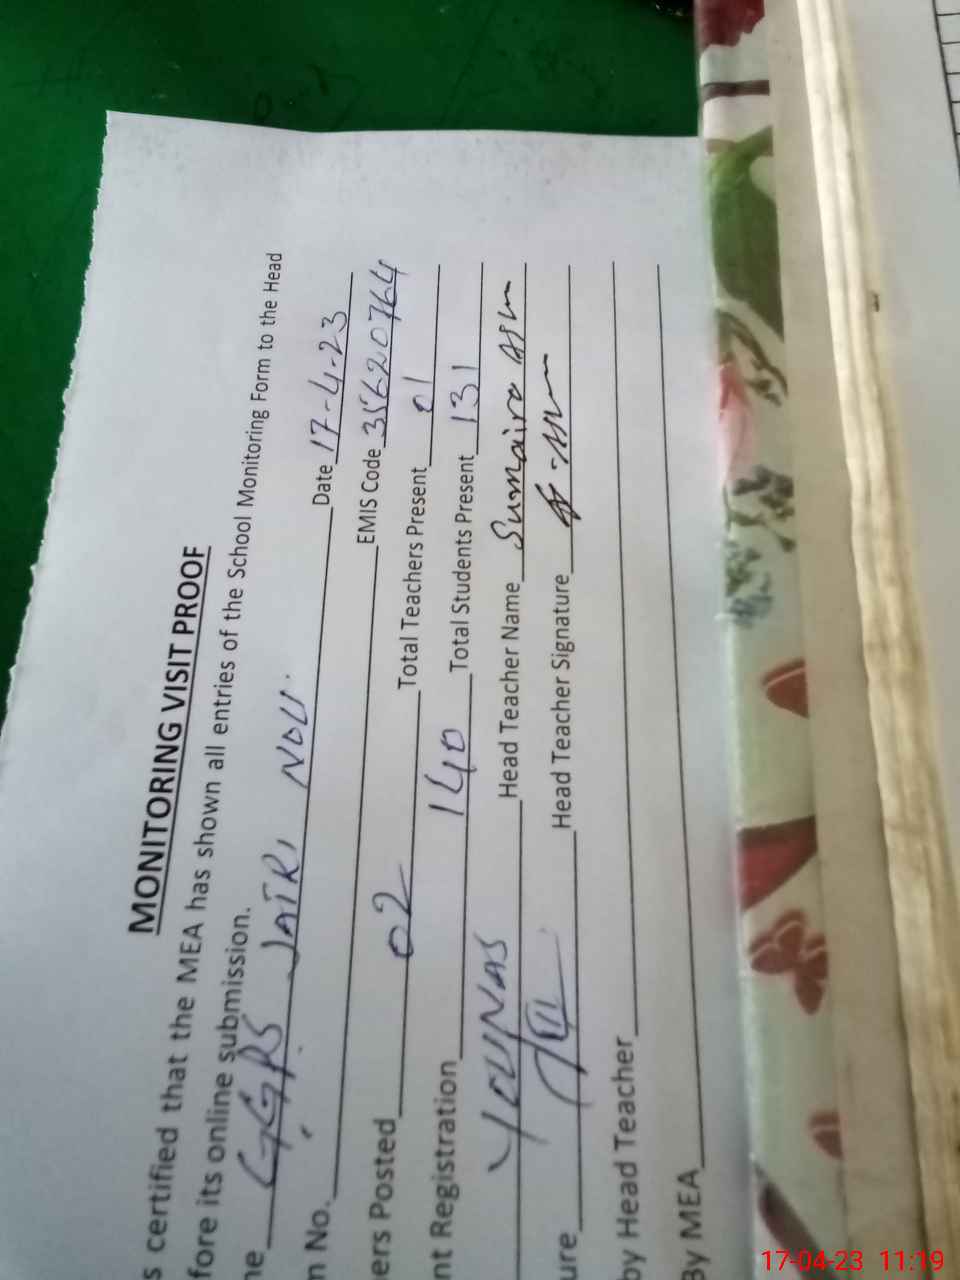 MONITORING VISIT PROOF
s certified that the MEA has shown all entries of the School Monitoring Form to the Head
fore its online submission.
ne GGPS JATRI NOU. Date 17-4-23
n No. EMIS Code 35620764
ers Posted 02 Total Teachers Present 01
nt Registration 140 Total Students Present 131
YOUNAS Head Teacher Name Sumaira
ure Head Teacher Signature
by Head Teacher
By MEA
17-04-23 11:19